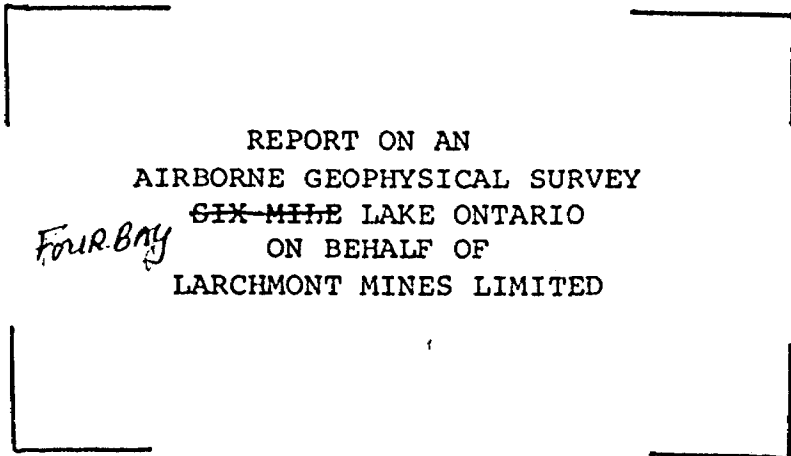 REPORT ON AN
AIRBORNE GEOPHYSICAL SURVEY
SIX MILE LAKE ONTARIO
FOUR BAY
ON BEHALF OF
LARCHMONT MINES LIMITED